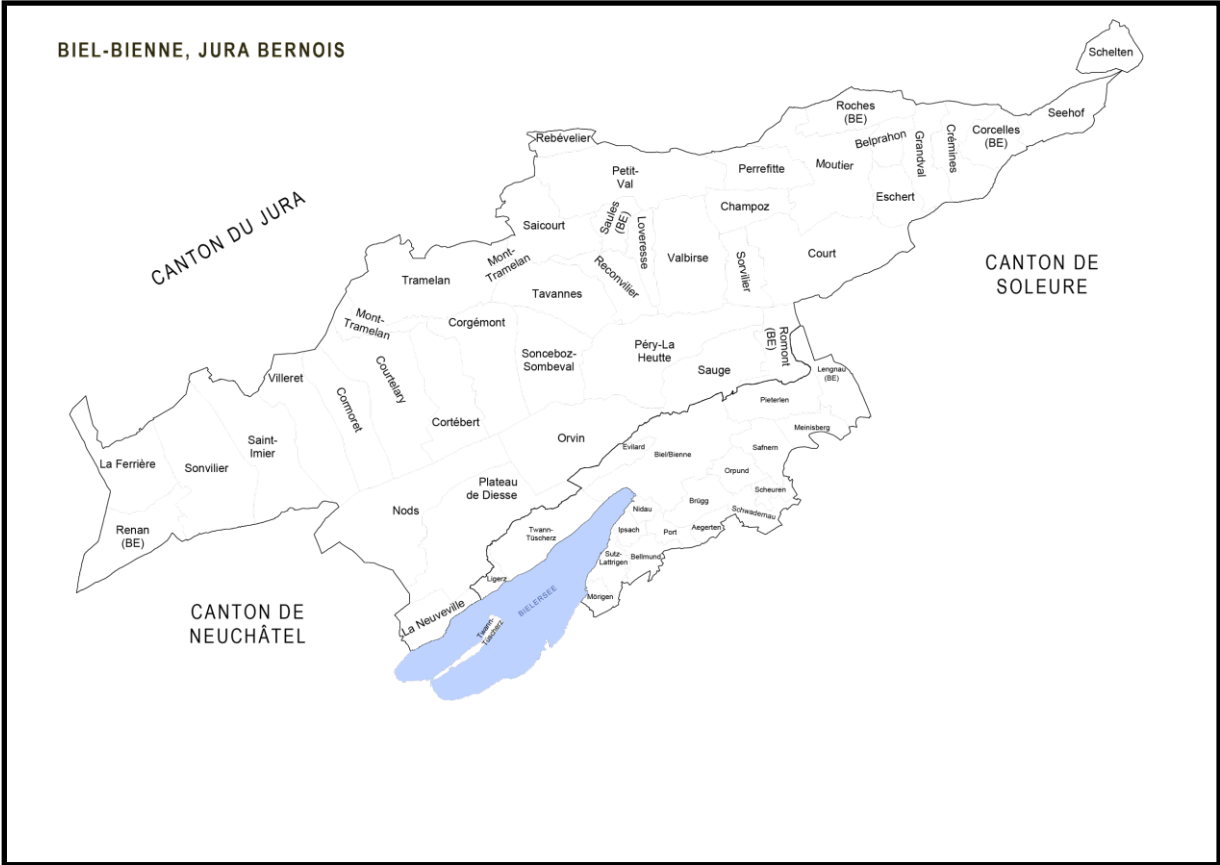 BIEL-BIENNE, JURA BERNOIS
Schelten
Roches
(BE)
Seehof
Rebévelier
Belprahon
Grandval
Crémines
Corcelles
(BE)
Petit-
Val
Perrefitte
Moutier
Eschert
Saicourt
Saules
(BE)
Loveresse
Champoz
CANTON DU JURA
Mont-
Tramelan
Reconvilier
Valbirse
Sorvilier
Court
CANTON DE
SOLEURE
Tramelan
Tavannes
Mont-
Tramelan
Corgémont
Sonceboz-
Sombeval
Péry-La
Heutte
Romont
(BE)
Sauge
Lengnau
(BE)
Villeret
Courtelary
Cormoret
Cortébert
Pieterlen
Meinisberg
Saint-
Imier
La Ferrière
Sonvilier
Orvin
Evilard
Biel/Bienne
Safnern
Orpund
Plateau
de Diesse
Scheuren
Nods
Nidau
Brügg
Schwadernau
Renan
(BE)
Twann-
Tüscherz
Ipsach
Port
Aegerten
Sutz-
Lattrigen
Bellmund
Ligerz
BIELERSEE
Mörigen
CANTON DE
NEUCHÂTEL
La Neuveville
Twann-
Tüscherz